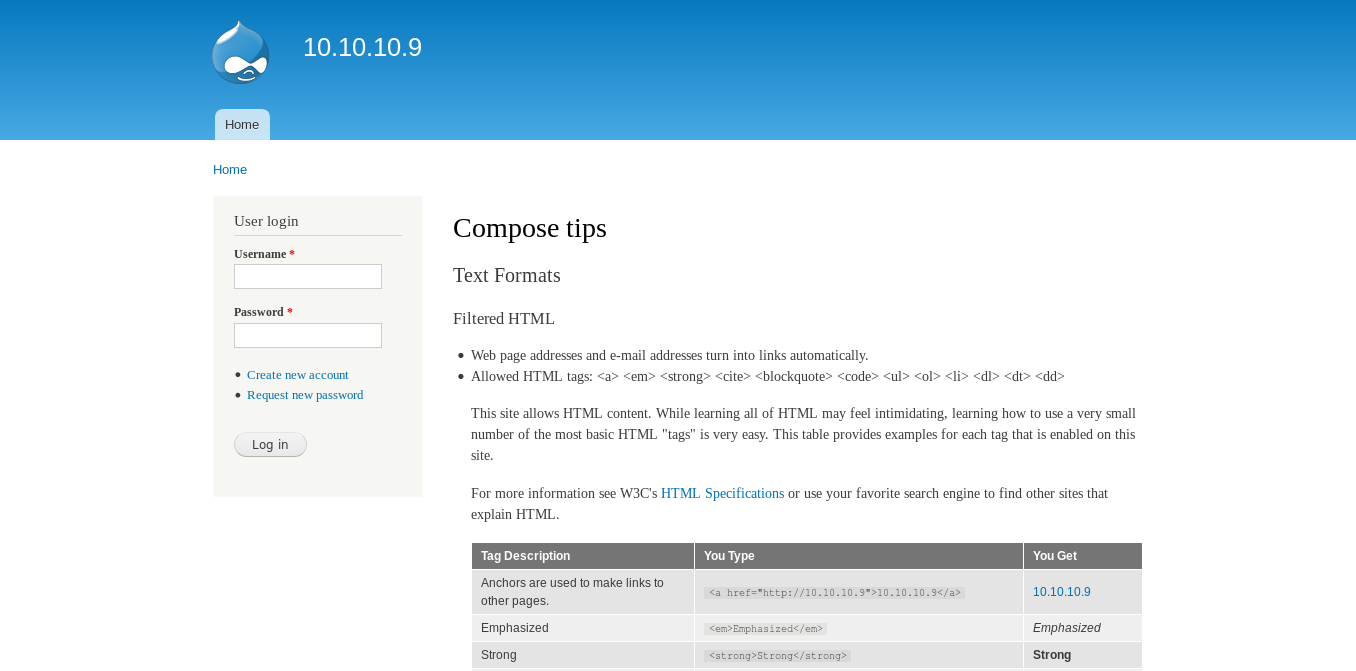 10.10.10.9
Home
Home
User login
Username *
Password *
Create new account
Request new password
Log in
Compose tips
Text Formats
Filtered HTML
Web page addresses and e-mail addresses turn into links automatically.
Allowed HTML tags: <a> <em> <strong> <cite> <blockquote> <code> <ul> <ol> <li> <dl> <dt> <dd>
This site allows HTML content. While learning all of HTML may feel intimidating, learning how to use a very small
number of the most basic HTML "tags" is very easy. This table provides examples for each tag that is enabled on this
site.
For more information see W3C's HTML Specifications or use your favorite search engine to find other sites that
explain HTML.
Tag Description You Type You Get
Anchors are used to make links to
other pages.
<a href="http://10.10.10.9">10.10.10.9</a> 10.10.10.9
Emphasized <em>Emphasized</em> Emphasized
Strong <strong>Strong</strong> Strong